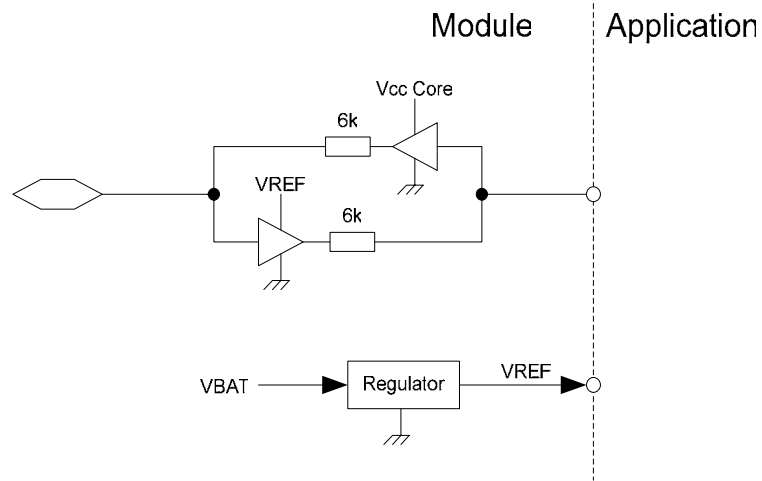 Module
Application
Vcc Core
6k
VREF
6k
VBAT
Regulator
VREF